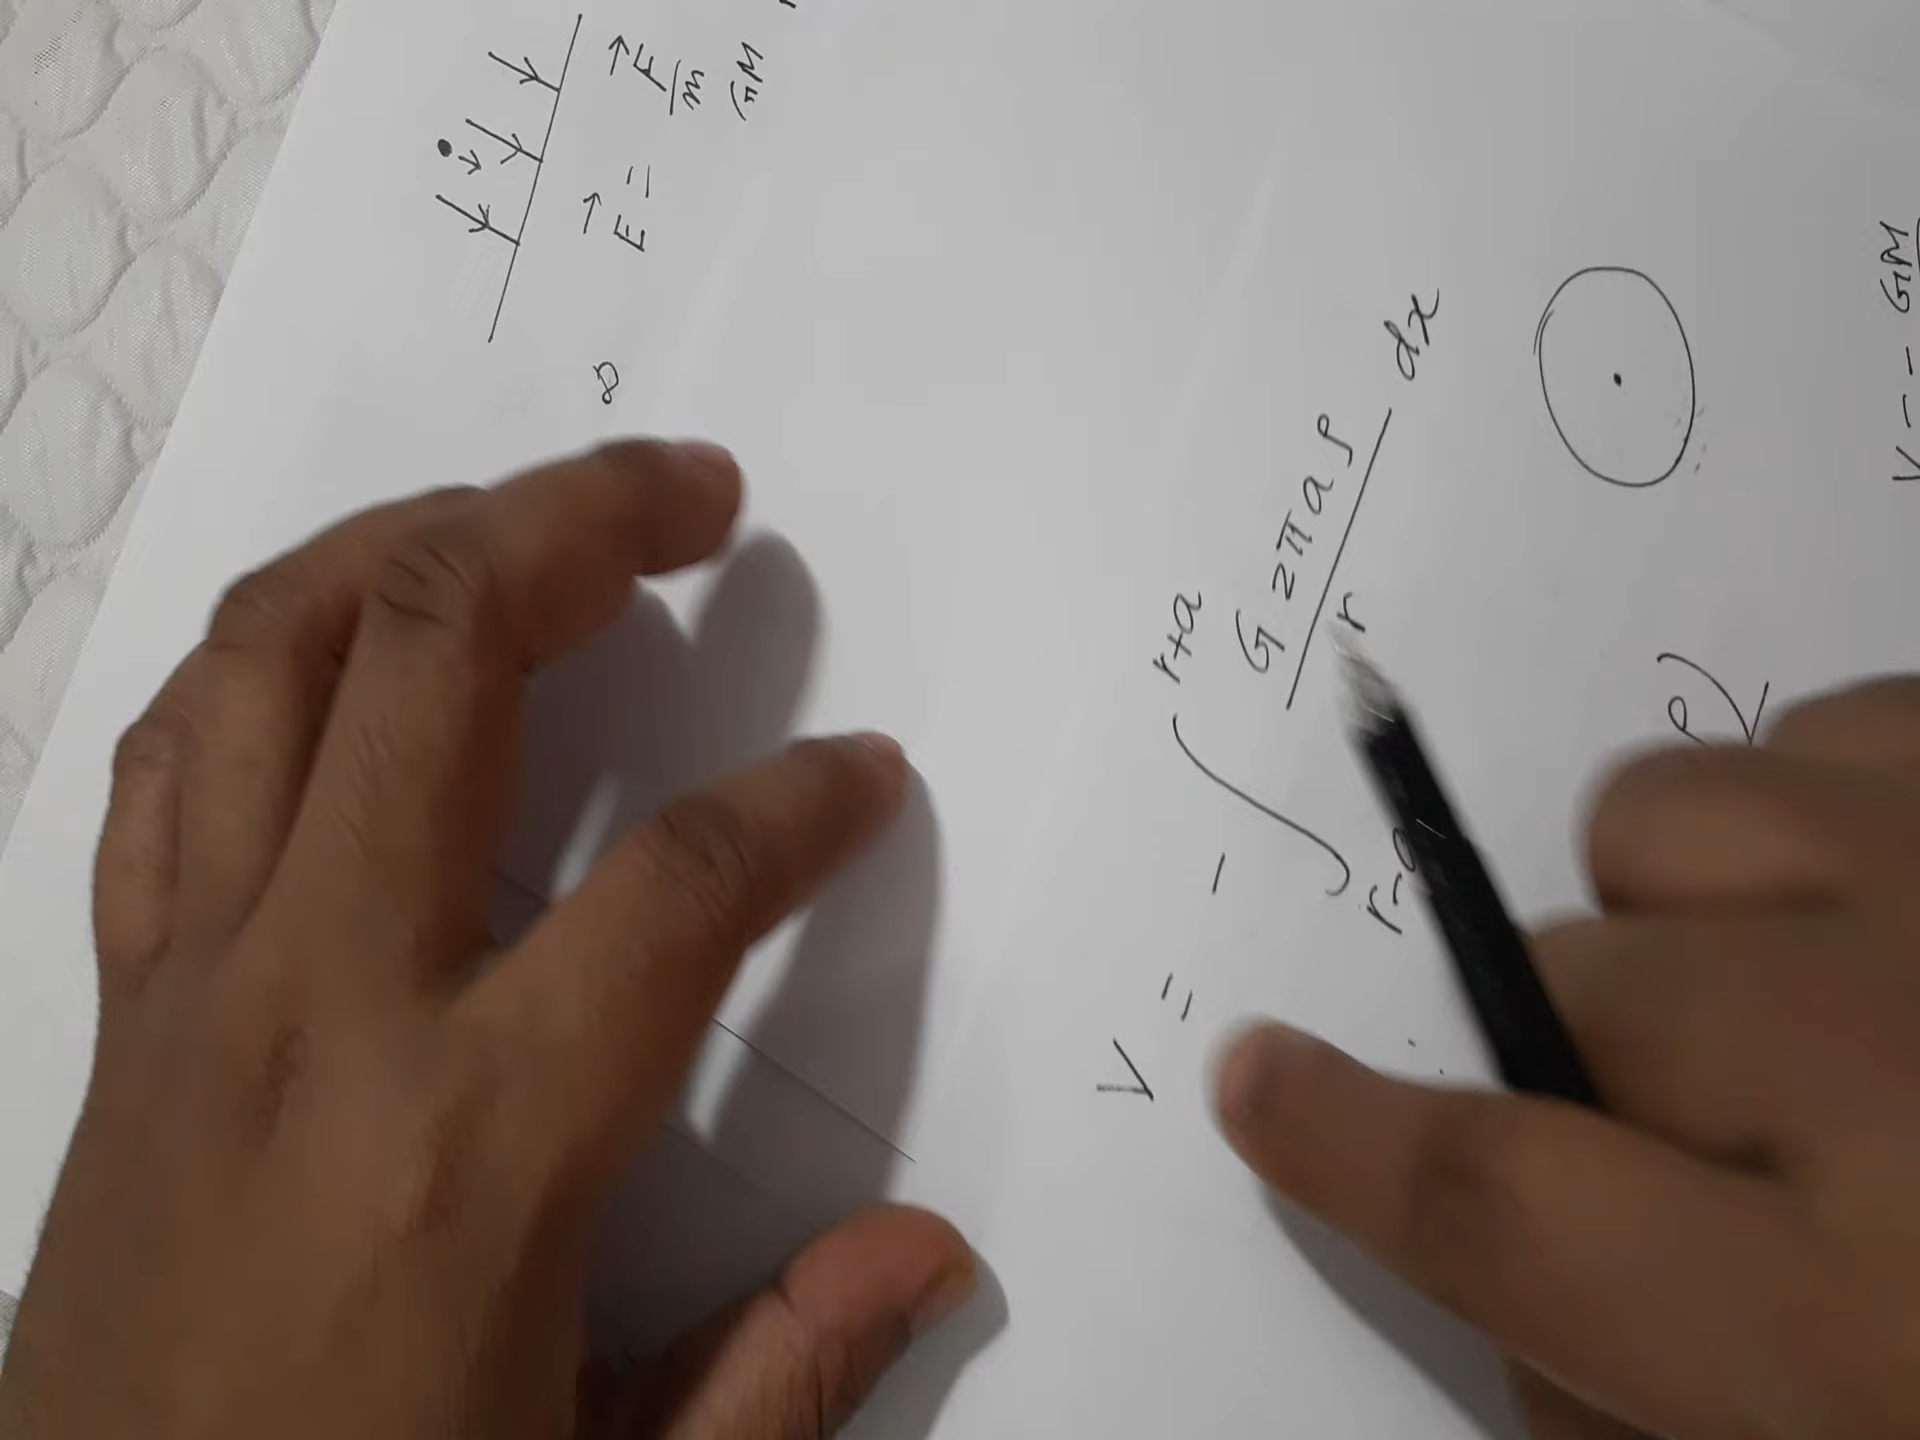 E⃗ = F⃗/m
GM
∞
V = - ∫_{r-a}^{r+a} G2πaρ/r dx
ρ
V = - GM